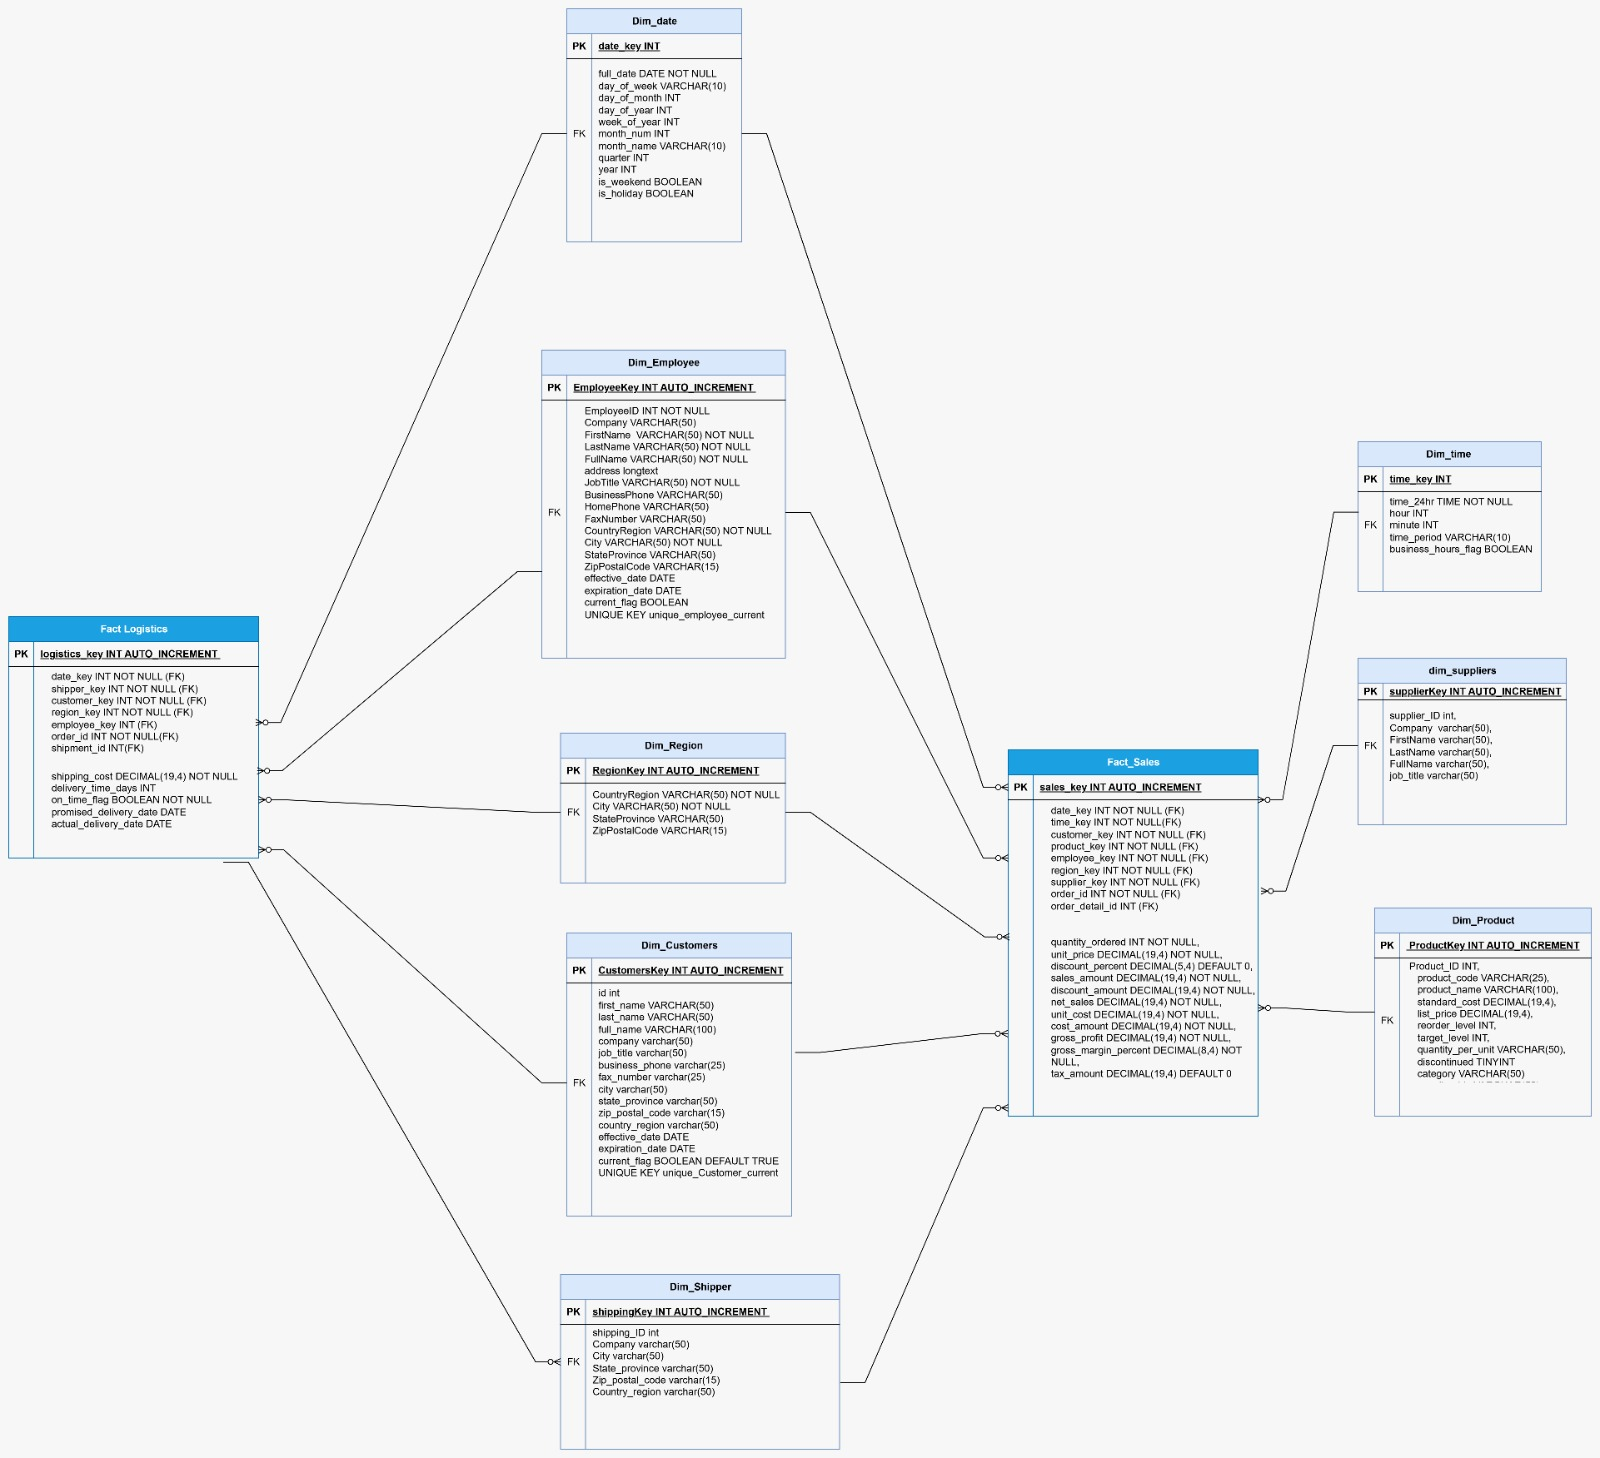 Dim_date
PK date_key INT
FK
full_date DATE NOT NULL
day_of_week VARCHAR(10)
day_of_month INT
day_of_year INT
week_of_year INT
month_num INT
month_name VARCHAR(10)
quarter INT
year INT
is_weekend BOOLEAN
is_holiday BOOLEAN
Dim_Employee
PK EmployeeKey INT AUTO_INCREMENT
FK
EmployeeID INT NOT NULL
Company VARCHAR(50)
FirstName VARCHAR(50) NOT NULL
LastName VARCHAR(50) NOT NULL
FullName VARCHAR(50) NOT NULL
address longtext
JobTitle VARCHAR(50) NOT NULL
BusinessPhone VARCHAR(50)
HomePhone VARCHAR(50)
FaxNumber VARCHAR(50)
CountryRegion VARCHAR(50) NOT NULL
City VARCHAR(50) NOT NULL
StateProvince VARCHAR(50)
ZipPostalCode VARCHAR(15)
effective_date DATE
expiration_date DATE
current_flag BOOLEAN
UNIQUE KEY unique_employee_current
Dim_time
PK time_key INT
FK
time_24hr TIME NOT NULL
hour INT
minute INT
time_period VARCHAR(10)
business_hours_flag BOOLEAN
Fact Logistics
PK logistics_key INT AUTO_INCREMENT
date_key INT NOT NULL (FK)
shipper_key INT NOT NULL (FK)
customer_key INT NOT NULL (FK)
region_key INT NOT NULL (FK)
employee_key INT (FK)
order_id INT NOT NULL(FK)
shipment_id INT(FK)
shipping_cost DECIMAL(19,4) NOT NULL
delivery_time_days INT
on_time_flag BOOLEAN NOT NULL
promised_delivery_date DATE
actual_delivery_date DATE
dim_suppliers
PK supplierKey INT AUTO_INCREMENT
FK
supplier_ID int,
Company varchar(50),
FirstName varchar(50),
LastName varchar(50),
FullName varchar(50),
job_title varchar(50)
Dim_Region
PK RegionKey INT AUTO_INCREMENT
FK
CountryRegion VARCHAR(50) NOT NULL
City VARCHAR(50) NOT NULL
StateProvince VARCHAR(50)
ZipPostalCode VARCHAR(15)
Fact_Sales
PK sales_key INT AUTO_INCREMENT
date_key INT NOT NULL (FK)
time_key INT NOT NULL(FK)
customer_key INT NOT NULL (FK)
product_key INT NOT NULL (FK)
employee_key INT NOT NULL (FK)
region_key INT NOT NULL (FK)
supplier_key INT NOT NULL (FK)
order_id INT NOT NULL (FK)
order_detail_id INT (FK)
quantity_ordered INT NOT NULL,
unit_price DECIMAL(19,4) NOT NULL,
discount_percent DECIMAL(5,4) DEFAULT 0,
sales_amount DECIMAL(19,4) NOT NULL,
discount_amount DECIMAL(19,4) NOT NULL,
net_sales DECIMAL(19,4) NOT NULL,
unit_cost DECIMAL(19,4) NOT NULL,
cost_amount DECIMAL(19,4) NOT NULL,
gross_profit DECIMAL(19,4) NOT NULL,
gross_margin_percent DECIMAL(8,4) NOT
NULL,
tax_amount DECIMAL(19,4) DEFAULT 0
Dim_Product
PK ProductKey INT AUTO_INCREMENT
FK
Product_ID INT,
product_code VARCHAR(25),
product_name VARCHAR(100),
standard_cost DECIMAL(19,4),
list_price DECIMAL(19,4),
reorder_level INT,
target_level INT,
quantity_per_unit VARCHAR(50),
discontinued TINYINT
category VARCHAR(50)
Dim_Customers
PK CustomersKey INT AUTO_INCREMENT
FK
id int
first_name VARCHAR(50)
last_name VARCHAR(50)
full_name VARCHAR(100)
company varchar(50)
job_title varchar(50)
business_phone varchar(25)
fax_number varchar(25)
city varchar(50)
state_province varchar(50)
zip_postal_code varchar(15)
country_region varchar(50)
effective_date DATE
expiration_date DATE
current_flag BOOLEAN DEFAULT TRUE
UNIQUE KEY unique_Customer_current
Dim_Shipper
PK shippingKey INT AUTO_INCREMENT
FK
shipping_ID int
Company varchar(50)
City varchar(50)
State_province varchar(50)
Zip_postal_code varchar(15)
Country_region varchar(50)